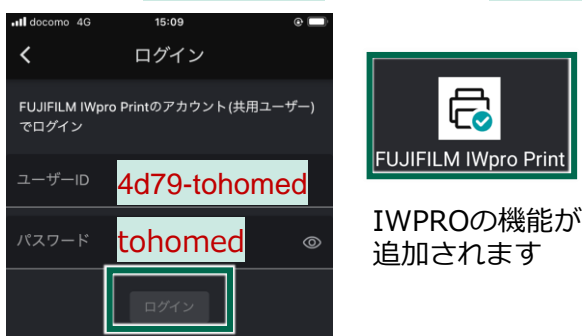 docomo 4G 15:09
ログイン
FUJIFILM IWpro Printのアカウント(共用ユーザー)
でログイン
ユーザーID 4d79-tohomed
パスワード tohomed
ログイン
FUJIFILM IWpro Print
IWPROの機能が
追加されます